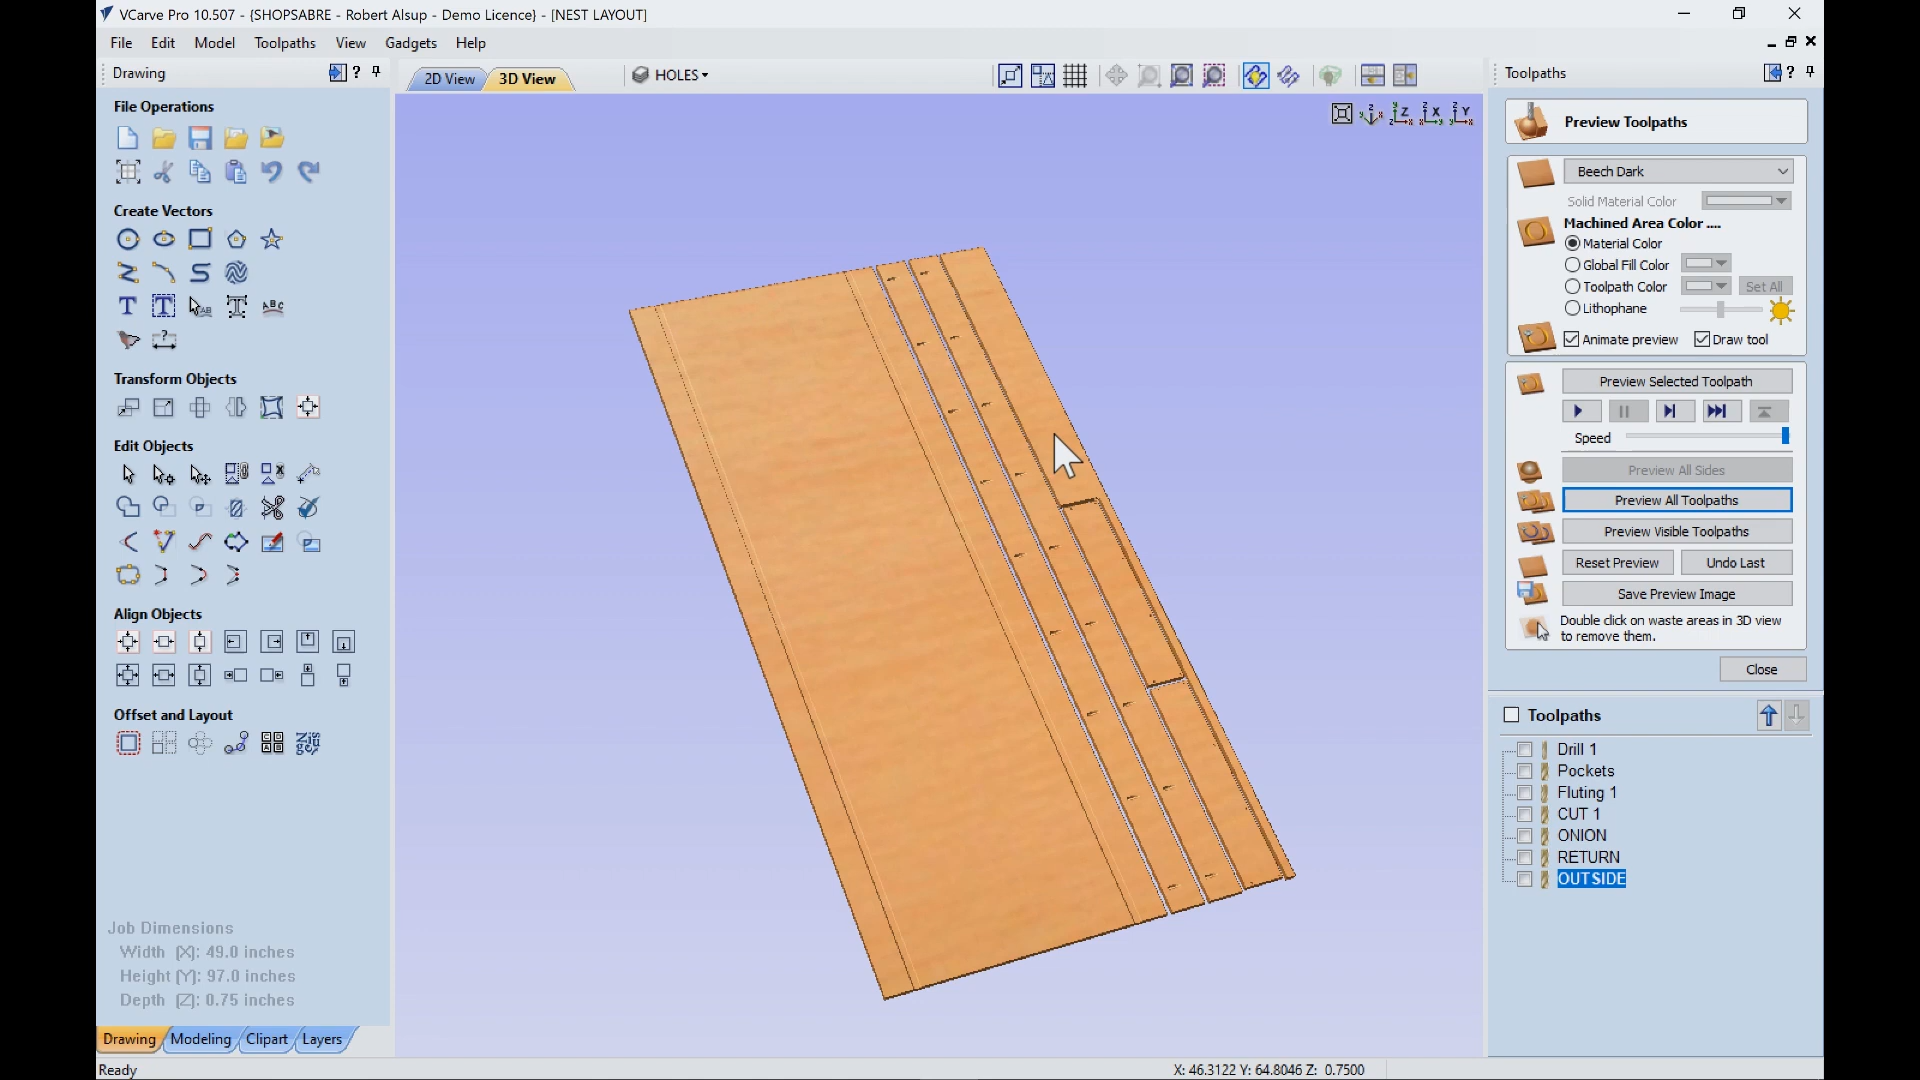 VCarve Pro 10.507 - {SHOPSABRE - Robert Alsup - Demo Licence} - [NEST LAYOUT]
File Edit Model Toolpaths View Gadgets Help
Drawing
2D View 3D View HOLES
Toolpaths
File Operations
Create Vectors
Transform Objects
Edit Objects
Align Objects
Offset and Layout
Job Dimensions
Width (X): 49.0 inches
Height (Y): 97.0 inches
Depth (Z): 0.75 inches
Drawing Modeling Clipart Layers
Ready
X: 46.3122 Y: 64.8046 Z: 0.7500
Preview Toolpaths
Beech Dark
Solid Material Color
Machined Area Color ....
Material Color
Global Fill Color
Toolpath Color Set All
Lithophane
Animate preview Draw tool
Preview Selected Toolpath
Speed
Preview All Sides
Preview All Toolpaths
Preview Visible Toolpaths
Reset Preview Undo Last
Save Preview Image
Double click on waste areas in 3D view
to remove them.
Close
Toolpaths
Drill 1
Pockets
Fluting 1
CUT 1
ONION
RETURN
OUTSIDE